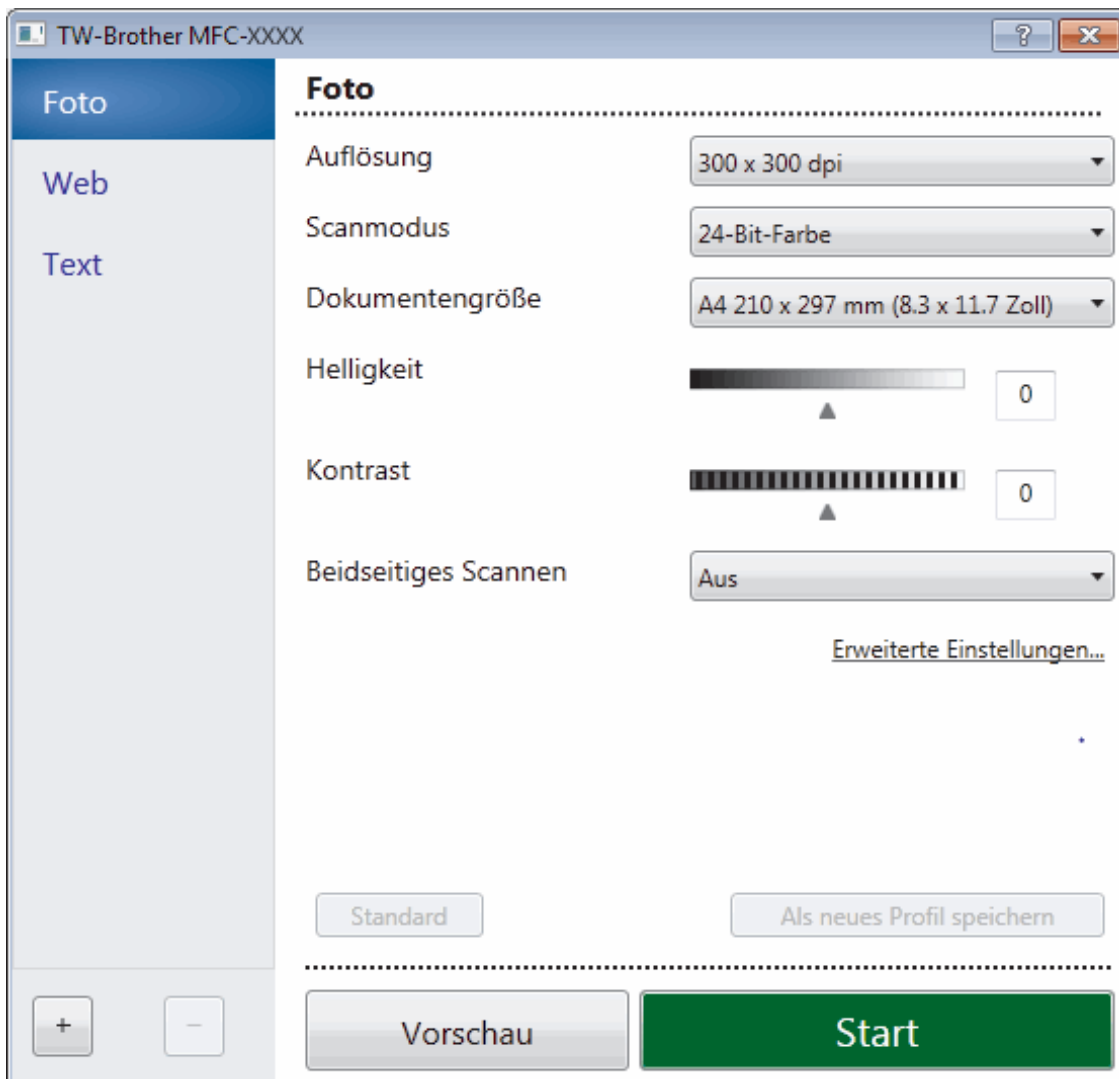 TW-Brother MFC-XXXX
?
Foto
Web
Text
Foto
Auflösung 300 x 300 dpi
Scanmodus 24-Bit-Farbe
Dokumentengröße A4 210 x 297 mm (8.3 x 11.7 Zoll)
Helligkeit 0
Kontrast 0
Beidseitiges Scannen Aus
Erweiterte Einstellungen...
Standard Als neues Profil speichern
+ − Vorschau Start